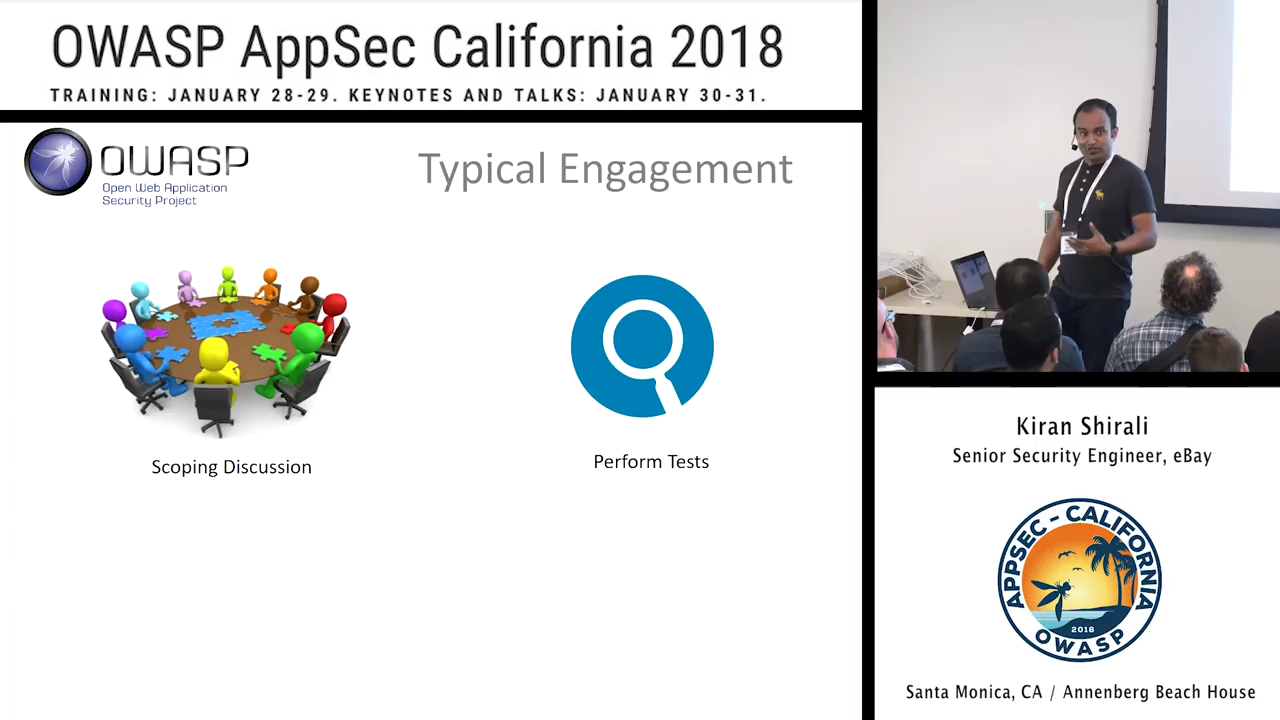 OWASP AppSec California 2018
TRAINING: JANUARY 28-29. KEYNOTES AND TALKS: JANUARY 30-31.
OWASP
Open Web Application
Security Project
Typical Engagement
Scoping Discussion
Perform Tests
Kiran Shirali
Senior Security Engineer, eBay
APPSEC - CALIFORNIA
2018
OWASP
Santa Monica, CA / Annenberg Beach House